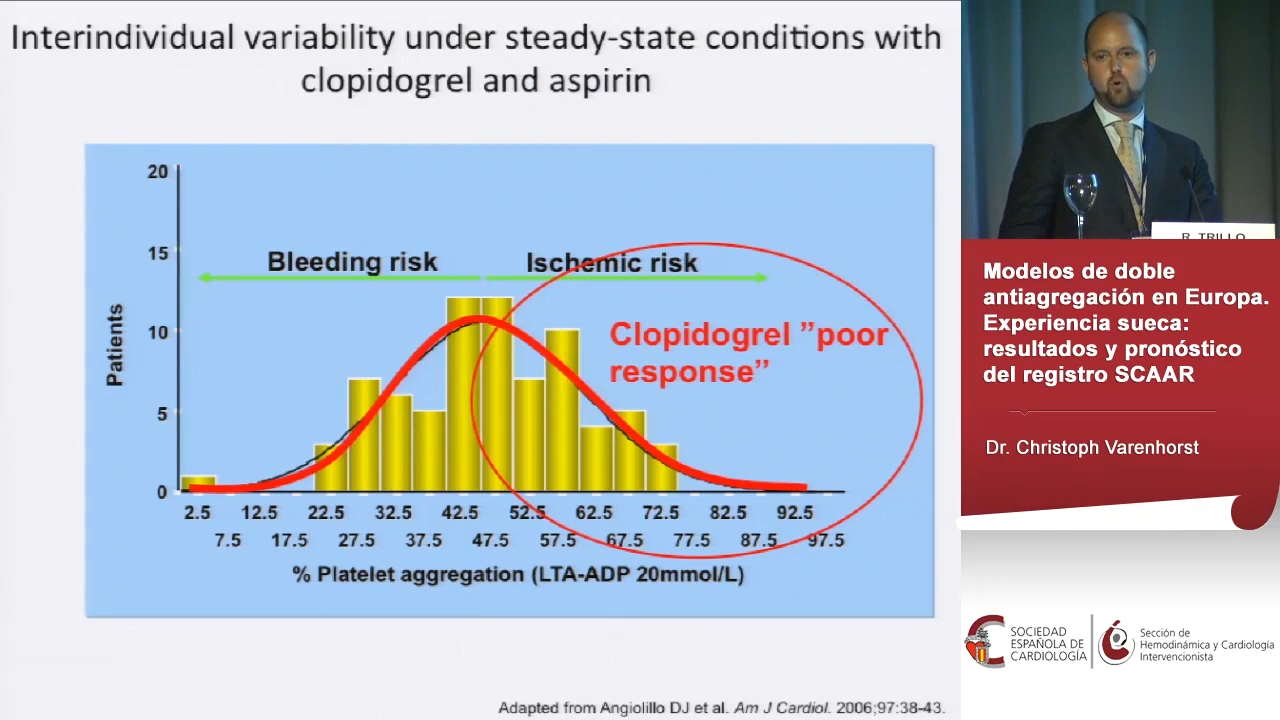 Interindividual variability under steady-state conditions with
clopidogrel and aspirin
20
15
10
5
0
Patients
Bleeding risk
Ischemic risk
Clopidogrel ”poor
response”
2.5 12.5 22.5 32.5 42.5 52.5 62.5 72.5 82.5 92.5
7.5 17.5 27.5 37.5 47.5 57.5 67.5 77.5 87.5 97.5
% Platelet aggregation (LTA-ADP 20mmol/L)
Adapted from Angiolillo DJ et al. Am J Cardiol. 2006;97:38-43.
R. TRILLO
Modelos de doble
antiagregación en Europa.
Experiencia sueca:
resultados y pronóstico
del registro SCAAR
Dr. Christoph Varenhorst
SOCIEDAD
ESPAÑOLA DE
CARDIOLOGÍA
Sección de
Hemodinámica y Cardiología
Intervencionista